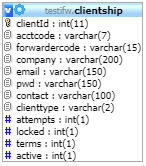 testifw.clientship
clientId : int(11)
acctcode : varchar(7)
forwardercode : varchar(15)
company : varchar(200)
email : varchar(150)
pwd : varchar(150)
contact : varchar(100)
clienttype : varchar(2)
# attempts : int(1)
# locked : int(1)
# terms : int(1)
# active : int(1)